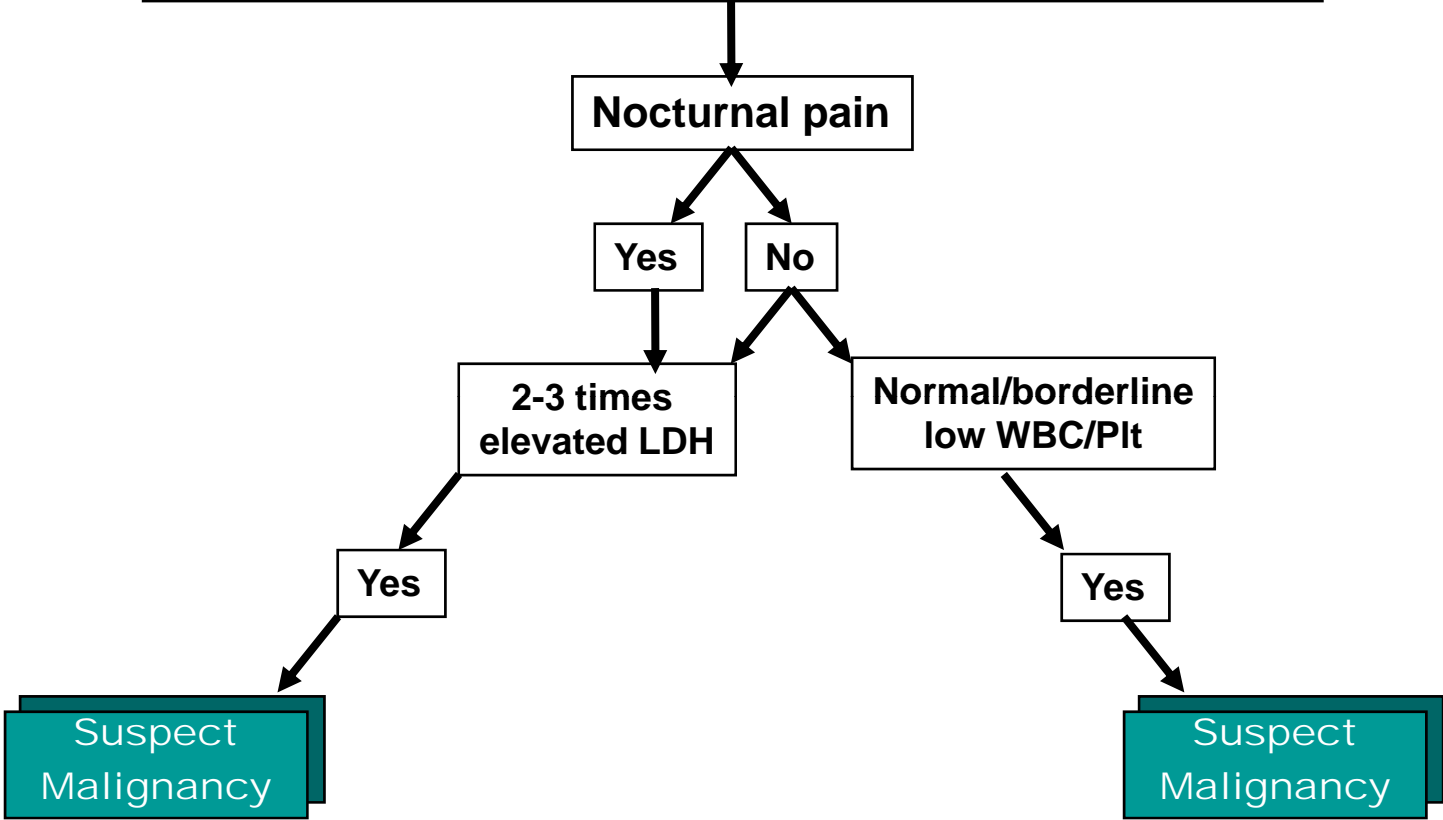 Nocturnal pain
Yes
No
2-3 times
elevated LDH
Normal/borderline
low WBC/Plt
Yes
Yes
Suspect
Malignancy
Suspect
Malignancy